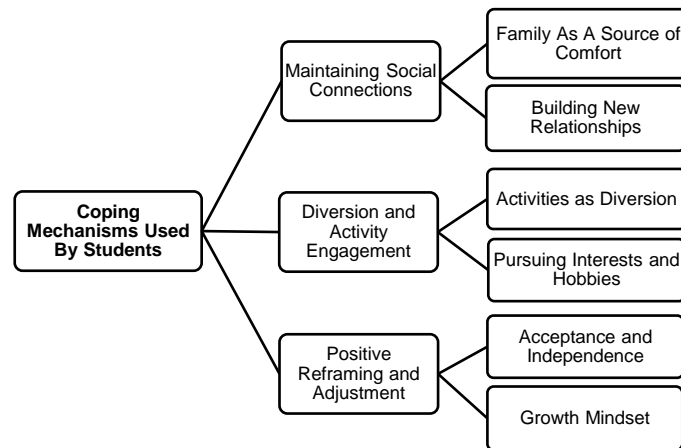 Coping
Mechanisms Used
By Students
Maintaining Social
Connections
Family As A Source of
Comfort
Building New
Relationships
Diversion and
Activity
Engagement
Activities as Diversion
Pursuing Interests and
Hobbies
Positive
Reframing and
Adjustment
Acceptance and
Independence
Growth Mindset